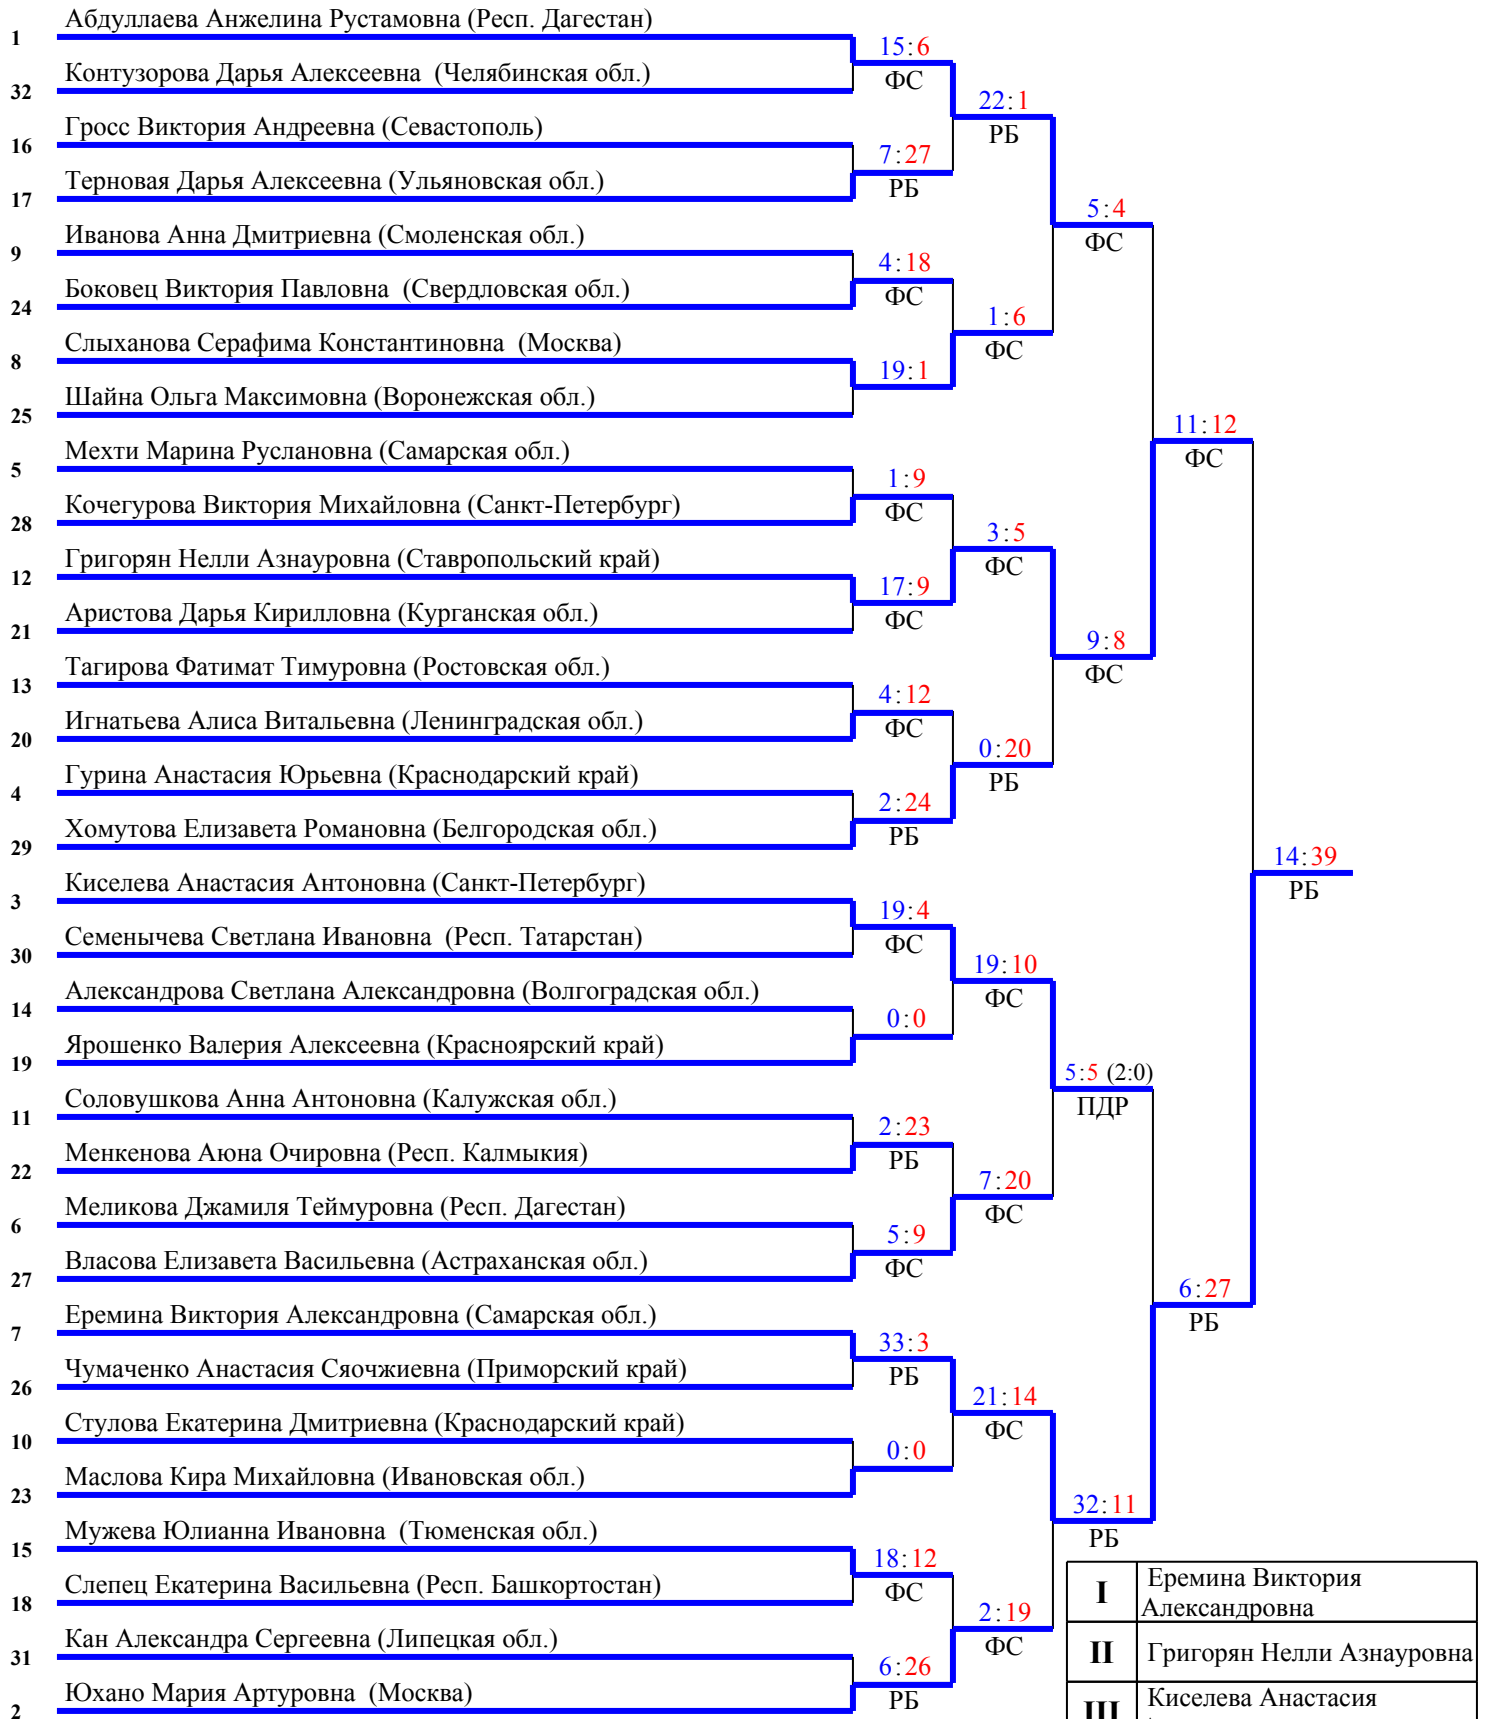 Абдуллаева Анжелина Рустамовна (Респ. Дагестан)
1
15:6
Контузорова Дарья Алексеевна (Челябинская обл.)
ФС
32
22:1
Гросс Виктория Андреевна (Севастополь)
РБ
16
7:27
Терновая Дарья Алексеевна (Ульяновская обл.)
РБ
17
5:4
Иванова Анна Дмитриевна (Смоленская обл.)
ФС
9
4:18
Боковец Виктория Павловна (Свердловская обл.)
ФС
24
1:6
Слыханова Серафима Константиновна (Москва)
ФС
8
19:1
Шайна Ольга Максимовна (Воронежская обл.)
25
11:12
Мехти Марина Руслановна (Самарская обл.)
ФС
5
1:9
Кочегурова Виктория Михайловна (Санкт-Петербург)
ФС
28
3:5
Григорян Нелли Азнауровна (Ставропольский край)
ФС
12
17:9
Аристова Дарья Кирилловна (Курганская обл.)
ФС
21
9:8
Тагирова Фатимат Тимуровна (Ростовская обл.)
ФС
13
4:12
Игнатьева Алиса Витальевна (Ленинградская обл.)
ФС
20
0:20
Гурина Анастасия Юрьевна (Краснодарский край)
РБ
4
2:24
Хомутова Елизавета Романовна (Белгородская обл.)
РБ
29
14:39
Киселева Анастасия Антоновна (Санкт-Петербург)
РБ
3
19:4
Семенычева Светлана Ивановна (Респ. Татарстан)
ФС
30
19:10
Александрова Светлана Александровна (Волгоградская обл.)
ФС
14
0:0
Ярошенко Валерия Алексеевна (Красноярский край)
19
5:5 (2:0)
Соловушкова Анна Антоновна (Калужская обл.)
ПДР
11
2:23
Менкенова Аюна Очировна (Респ. Калмыкия)
РБ
22
7:20
Меликова Джамиля Теймуровна (Респ. Дагестан)
ФС
6
5:9
Власова Елизавета Васильевна (Астраханская обл.)
ФС
27
6:27
Еремина Виктория Александровна (Самарская обл.)
РБ
7
33:3
Чумаченко Анастасия Сяочжиевна (Приморский край)
РБ
26
21:14
Стулова Екатерина Дмитриевна (Краснодарский край)
ФС
10
0:0
Маслова Кира Михайловна (Ивановская обл.)
23
32:11
Мужева Юлианна Ивановна (Тюменская обл.)
РБ
15
18:12
Слепец Екатерина Васильевна (Респ. Башкортостан)
ФС
18
2:19
Кан Александра Сергеевна (Липецкая обл.)
ФС
31
6:26
Юхано Мария Артуровна (Москва)
РБ
2
I Еремина Виктория
Александровна
II Григорян Нелли Азнауровна
III Киселева Анастасия